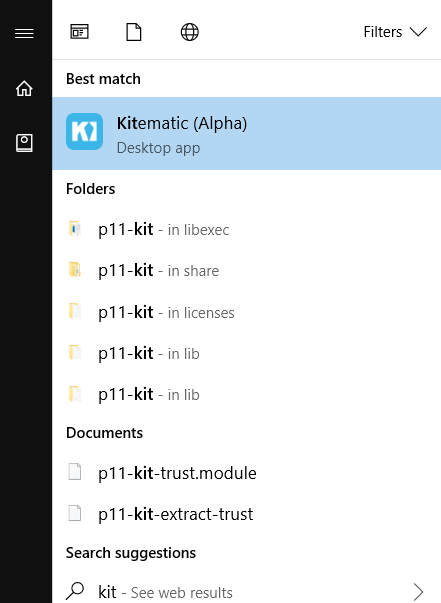 Filters
Best match
KI
Kitematic (Alpha)
Desktop app
Folders
p11-kit - in libexec
p11-kit - in share
p11-kit - in licenses
p11-kit - in lib
p11-kit - in lib
Documents
p11-kit-trust.module
p11-kit-extract-trust
Search suggestions
kit - See web results